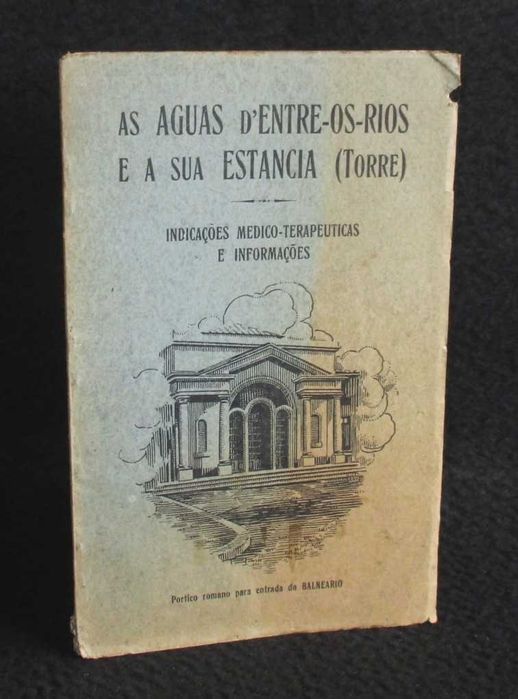 AS AGUAS D'ENTRE-OS-RIOS
E A SUA ESTANCIA (TORRE)
INDICAÇÕES MEDICO-TERAPEUTICAS
E INFORMAÇÕES
Portico romano para entrada do BALNEARIO